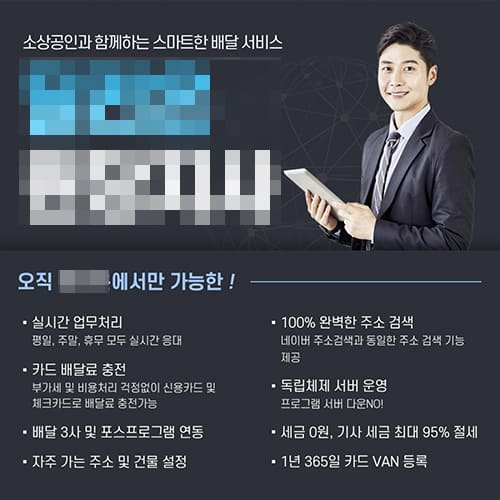 소상공인과 함께하는 스마트한 배달 서비스
오직 에서만 가능한 !
▪ 실시간 업무처리
평일, 주말, 휴무 모두 실시간 응대
▪ 카드 배달료 충전
부가세 및 비용처리 걱정없이 신용카드 및
체크카드로 배달료 충전가능
▪ 배달 3사 및 포스프로그램 연동
▪ 자주 가는 주소 및 건물 설정
▪ 100% 완벽한 주소 검색
네이버 주소검색과 동일한 주소 검색 기능
제공
▪ 독립체제 서버 운영
프로그램 서버 다운NO!
▪ 세금 0원, 기사 세금 최대 95% 절세
▪ 1년 365일 카드 VAN 등록